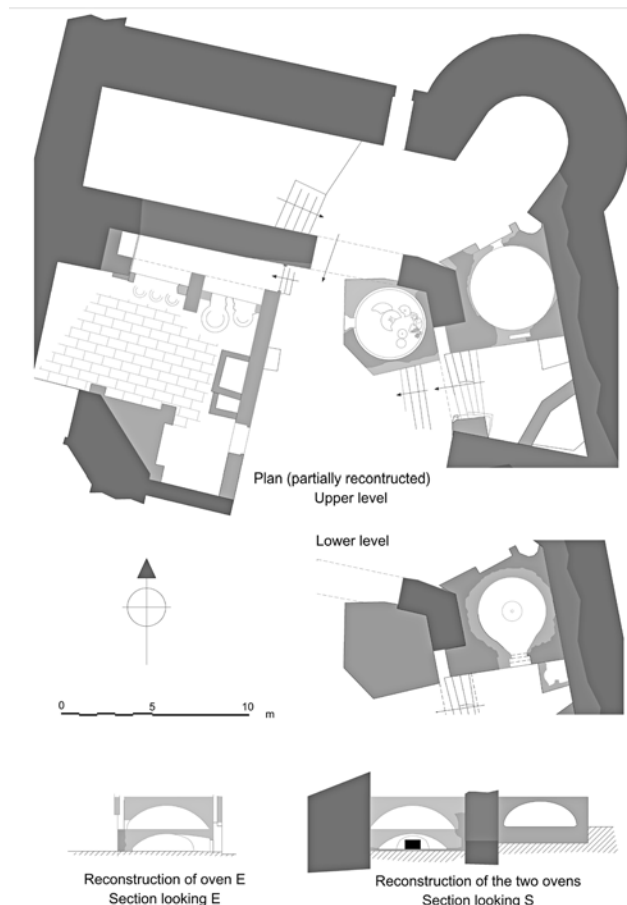 Plan (partially recontructed)
Upper level
Lower level
0 5 10 m
Reconstruction of oven E
Section looking E
Reconstruction of the two ovens
Section looking S